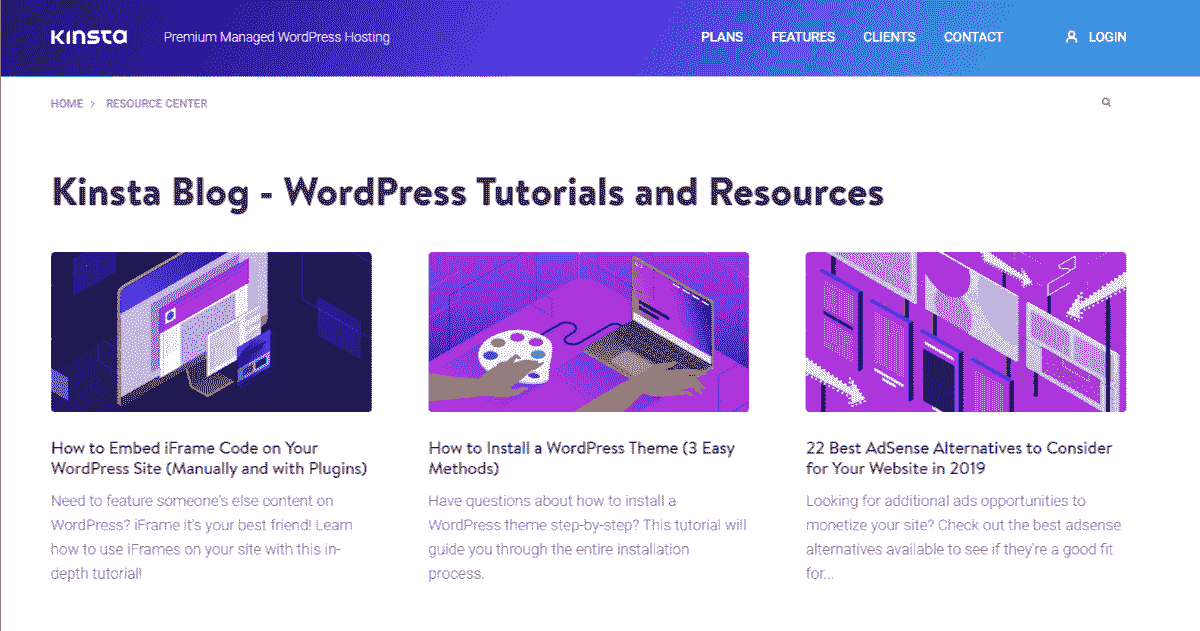 KINSTA Premium Managed WordPress Hosting PLANS FEATURES CLIENTS CONTACT LOGIN
HOME > RESOURCE CENTER
Kinsta Blog - WordPress Tutorials and Resources
How to Embed iFrame Code on Your
WordPress Site (Manually and with Plugins)
Need to feature someone's else content on
WordPress? iFrame it's your best friend! Learn
how to use iFrames on your site with this in-
depth tutorial!
How to Install a WordPress Theme (3 Easy
Methods)
Have questions about how to install a
WordPress theme step-by-step? This tutorial will
guide you through the entire installation
process.
22 Best AdSense Alternatives to Consider
for Your Website in 2019
Looking for additional ads opportunities to
monetize your site? Check out the best adsense
alternatives available to see if they're a good fit
for...